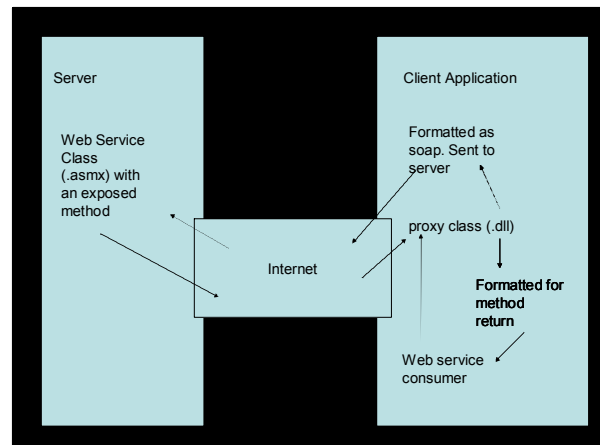 Server
Web Service
Class
(.asmx) with
an exposed
method
Internet
Client Application
Formatted as
soap. Sent to
server
proxy class (.dll)
Formatted for
method
return
Web service
consumer